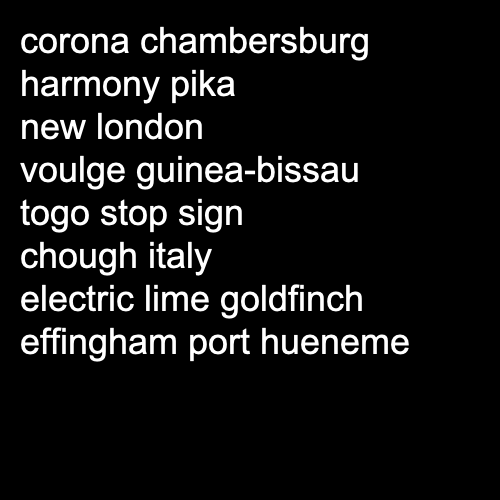 corona chambersburg
harmony pika
new london
voulge guinea-bissau
togo stop sign
chough italy
electric lime goldfinch
effingham port hueneme